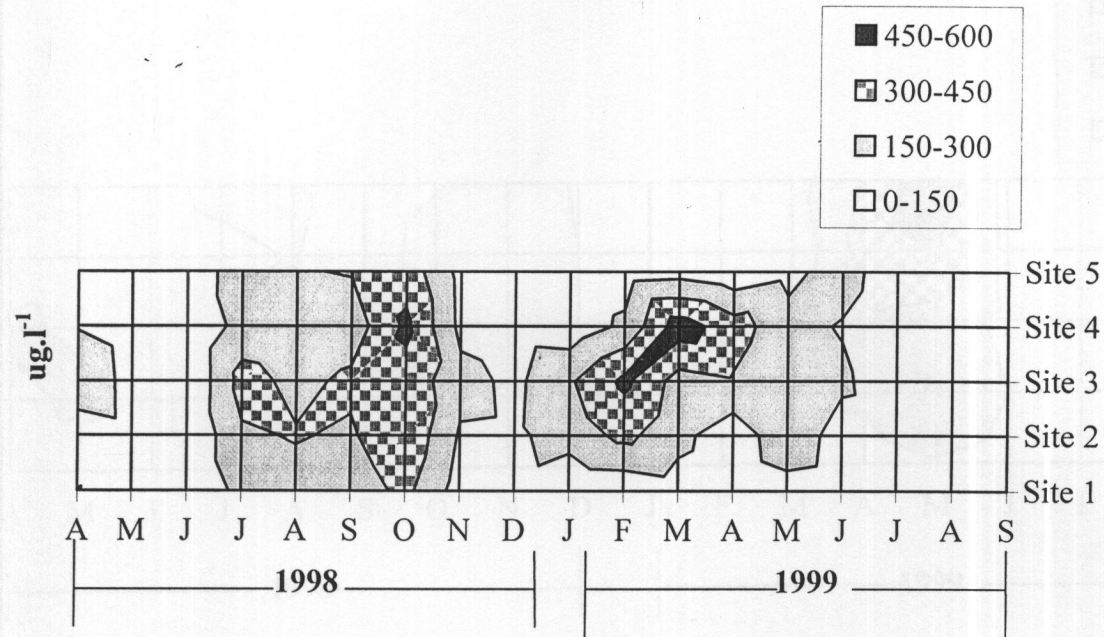 450-600
300-450
150-300
0-150
ug.l-1
Site 5
Site 4
Site 3
Site 2
Site 1
A M J J A S O N D J F M A M J J A S
1998
1999